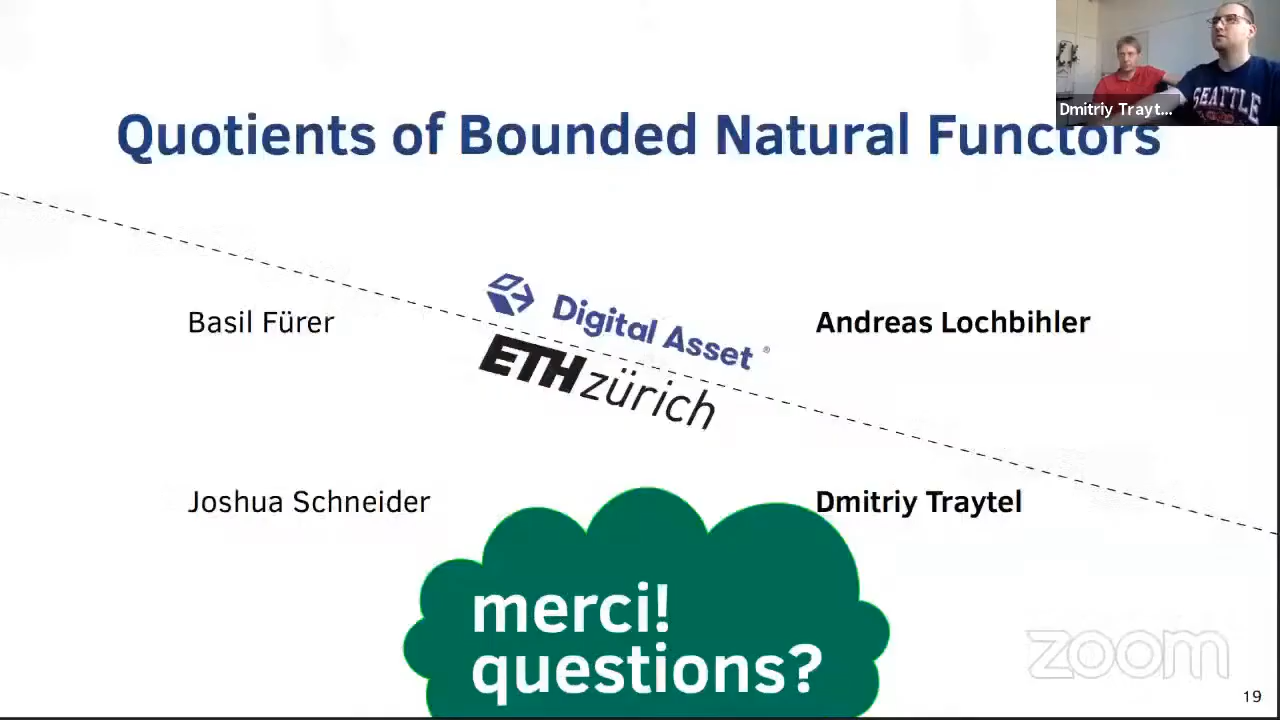 SEATTLE
Dmitriy Trayt...
Quotients of Bounded Natural Functors
Digital Asset
®
ETH zürich
Basil Fürer
Andreas Lochbihler
Joshua Schneider
Dmitriy Traytel
merci!
questions?
zoom
19